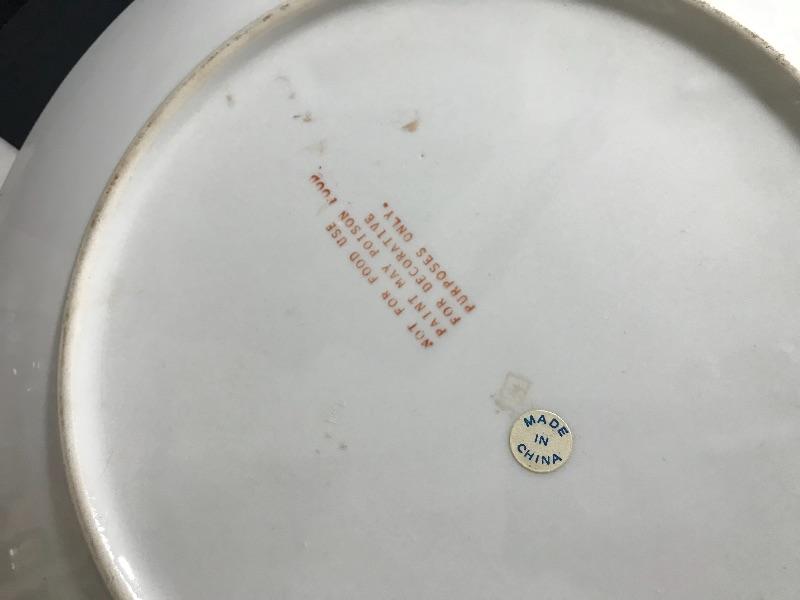 NOT FOR FOOD USE
PAINT MAY POISON FOOD
FOR DECORATIVE
PURPOSES ONLY.
MADE
IN
CHINA